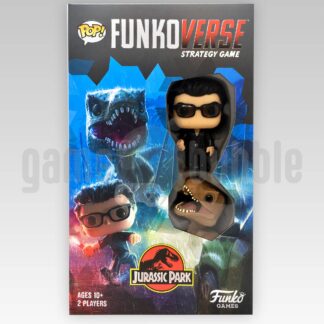 POP!
FUNKOVERSE
STRATEGY GAME
JURASSIC PARK
AGES 10+
2 PLAYERS
Funko
GAMES